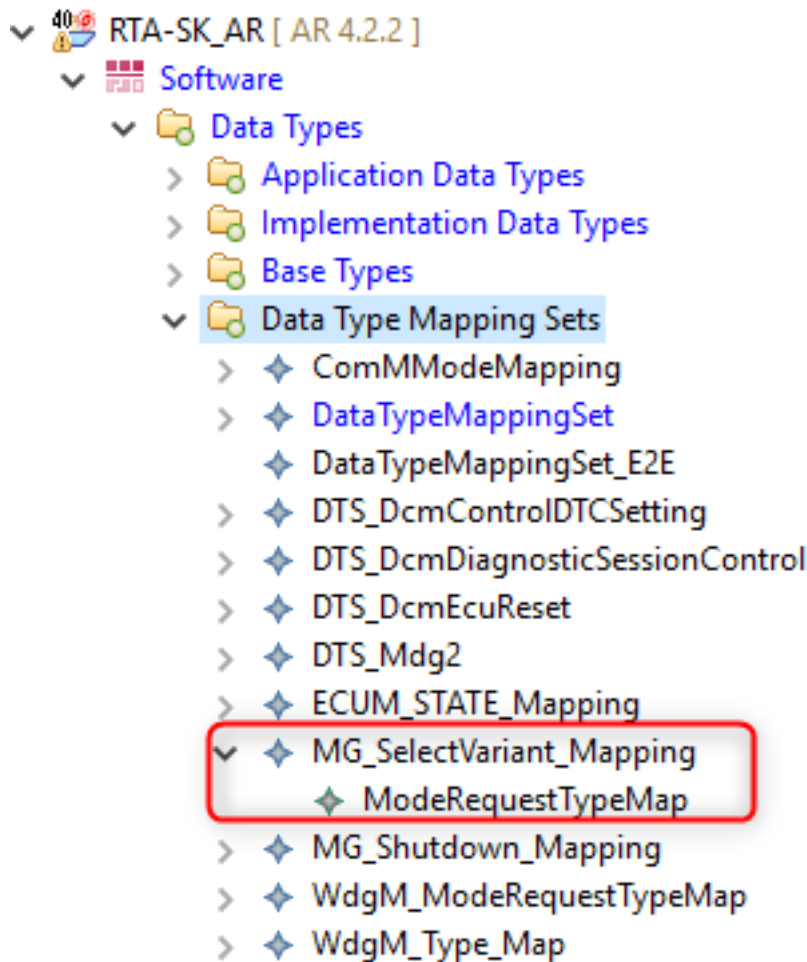 RTA-SK_AR [ AR 4.2.2 ]
Software
Data Types
Application Data Types
Implementation Data Types
Base Types
Data Type Mapping Sets
ComMModeMapping
DataTypeMappingSet
DataTypeMappingSet_E2E
DTS_DcmControlDTCSetting
DTS_DcmDiagnosticSessionControl
DTS_DcmEcuReset
DTS_Mdg2
ECUM_STATE_Mapping
MG_SelectVariant_Mapping
ModeRequestTypeMap
MG_Shutdown_Mapping
WdgM_ModeRequestTypeMap
WdgM_Type_Map